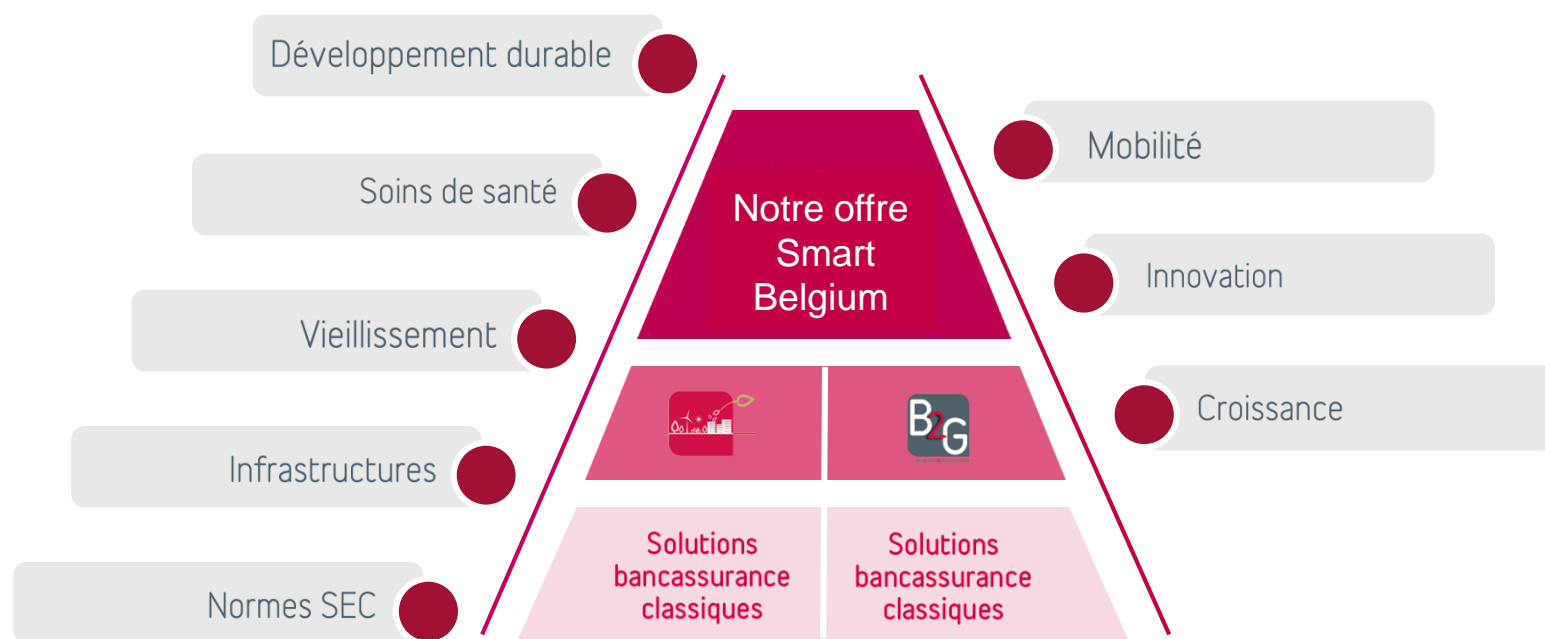 Développement durable
Mobilité
Soins de santé
Notre offre
Smart
Belgium
Innovation
Vieillissement
Croissance
B2G
Infrastructures
Solutions
bancassurance
classiques
Solutions
bancassurance
classiques
Normes SEC